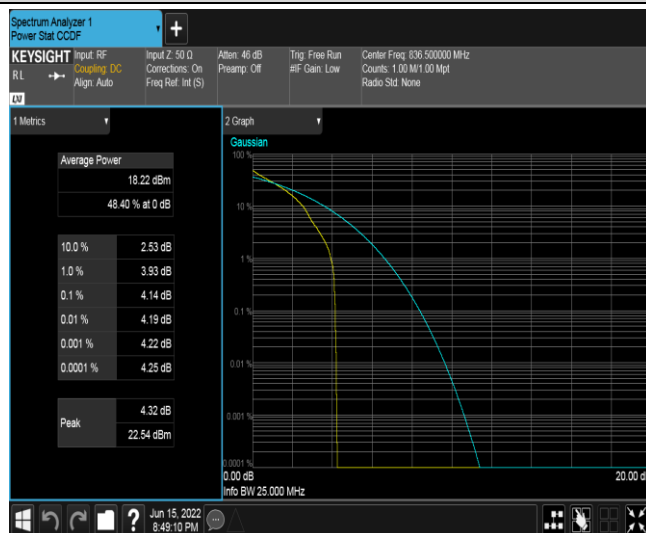 Spectrum Analyzer 1
Power Stat CCDF
+
KEYSIGHT
RL
LXI
Input: RF
Coupling: DC
Align: Auto
Input Z: 50 Ω
Corrections: On
Freq Ref: Int (S)
Atten: 46 dB
Preamp: Off
Trig: Free Run
#IF Gain: Low
Center Freq: 836.500000 MHz
Counts: 1.00 M/1.00 Mpt
Radio Std: None
1 Metrics
Average Power
18.22 dBm
48.40 % at 0 dB
10.0 % 2.53 dB
1.0 % 3.93 dB
0.1 % 4.14 dB
0.01 % 4.19 dB
0.001 % 4.22 dB
0.0001 % 4.25 dB
Peak
4.32 dB
22.54 dBm
2 Graph
Gaussian
100 %
10 %
1 %
0.1 %
0.01 %
0.001 %
0.0001 %
0.00 dB
20.00 d
Info BW 25.000 MHz
?
Jun 15, 2022
8:49:10 PM